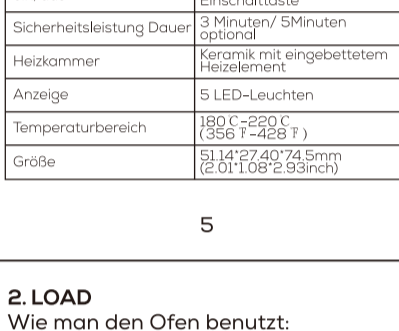 Einschalttaste
Sicherheitsleistung Dauer
3 Minuten/ 5Minuten
optional
Heizkammer
Keramik mit eingebettetem
Heizelement
Anzeige
5 LED-Leuchten
Temperaturbereich
180 C-220 C
(356 ℉-428 ℉ )
Größe
51.14*27.40*74.5mm
(2.01*1.08*2.93inch)
5
2. LOAD
Wie man den Ofen benutzt: